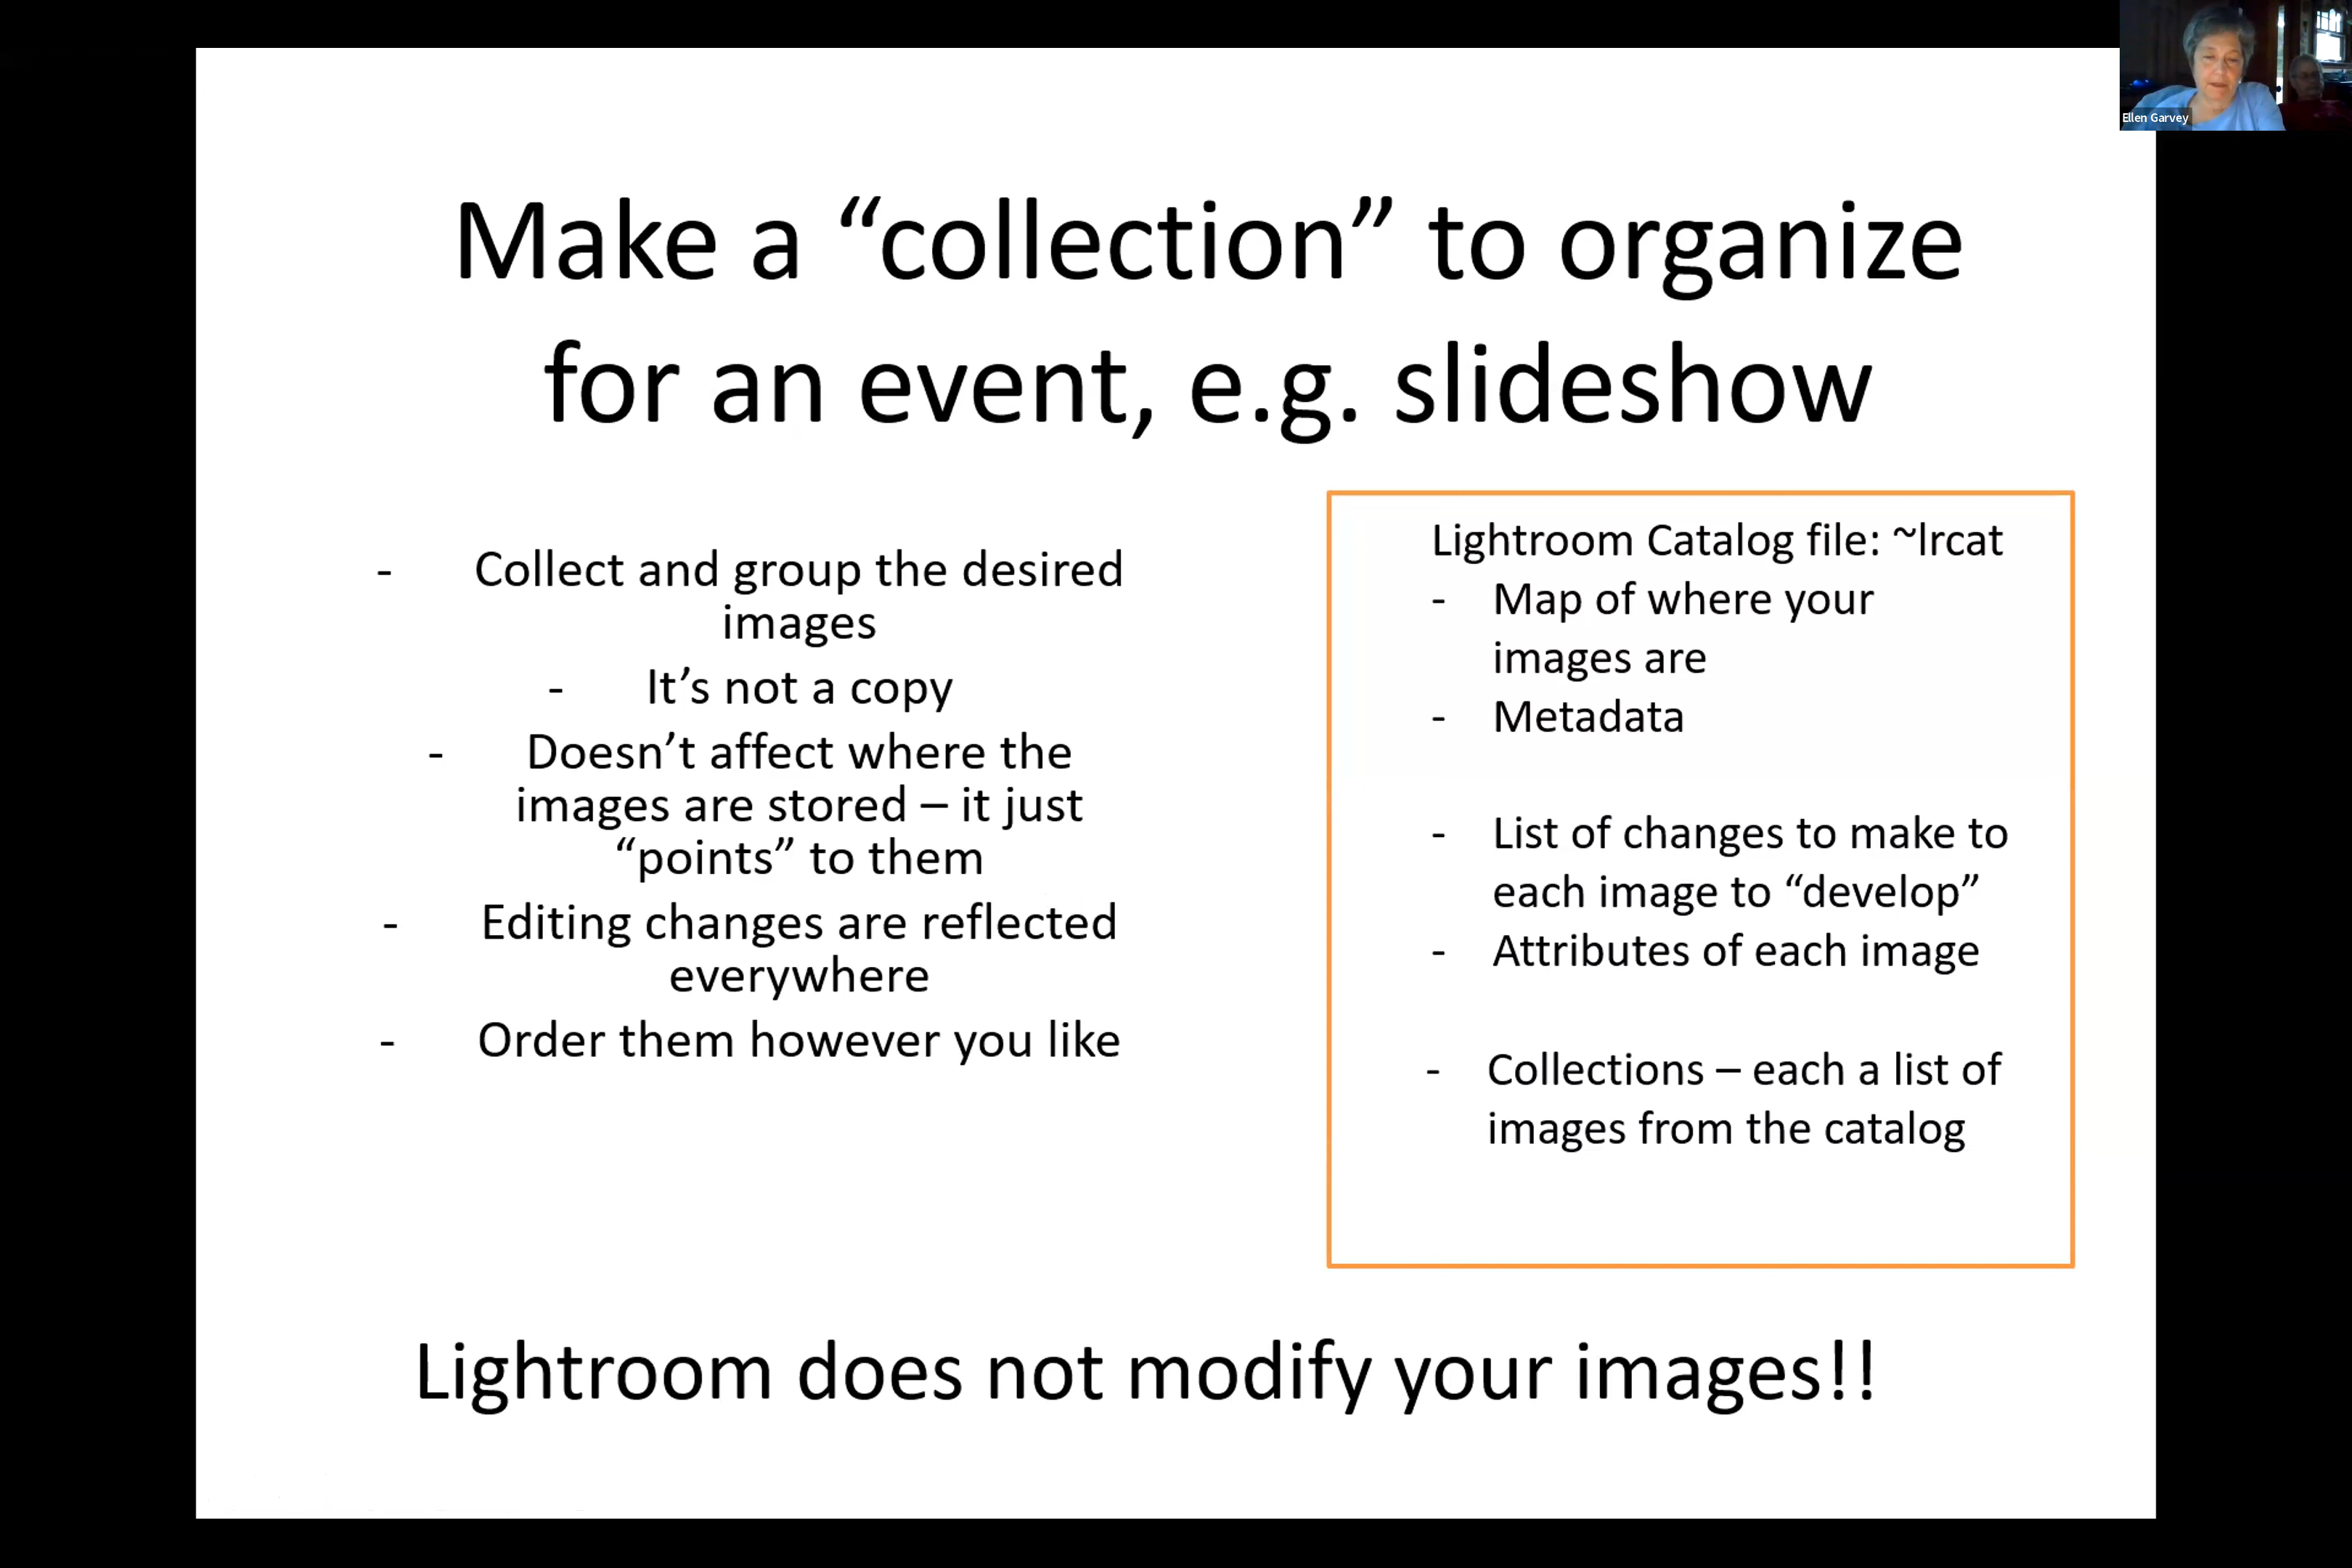 Ellen Garvey
Make a “collection” to organize
for an event, e.g. slideshow
- Collect and group the desired
images
- It’s not a copy
- Doesn’t affect where the
images are stored – it just
“points” to them
- Editing changes are reflected
everywhere
- Order them however you like
Lightroom Catalog file: ~lrcat
- Map of where your
images are
- Metadata
- List of changes to make to
each image to “develop”
- Attributes of each image
- Collections – each a list of
images from the catalog
Lightroom does not modify your images!!